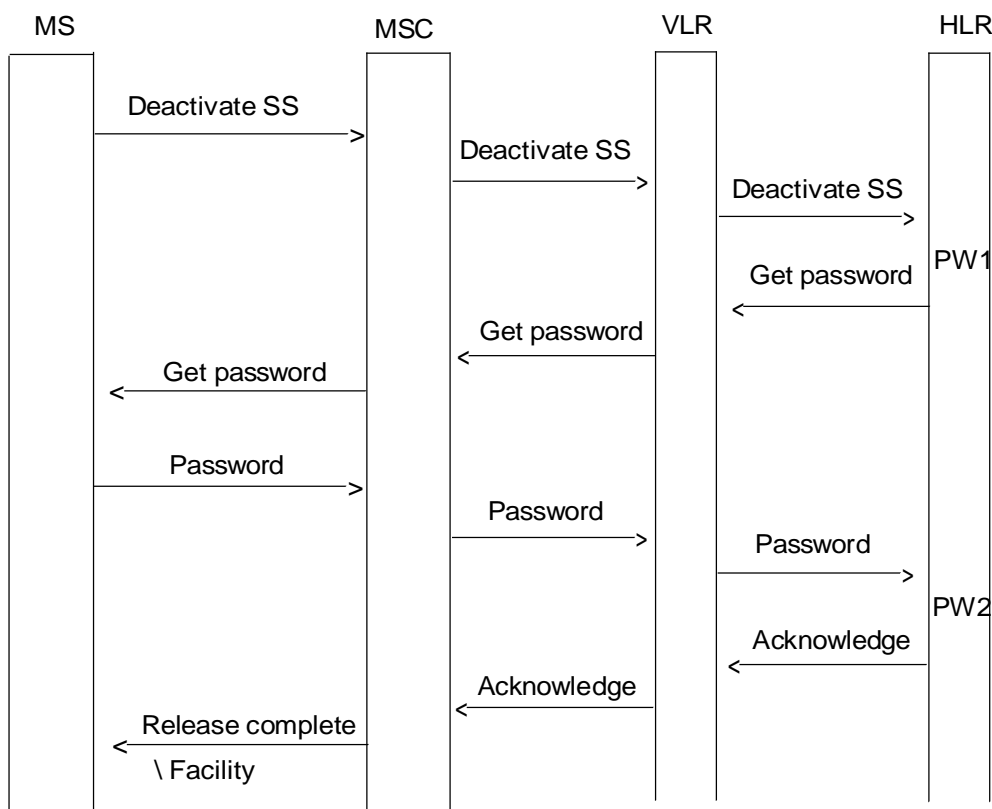 MS MSC VLR HLR
Deactivate SS
Deactivate SS
Deactivate SS
PW1
Get password
Get password
Get password
Password
Password
Password
PW2
Acknowledge
Acknowledge
Release complete
\ Facility